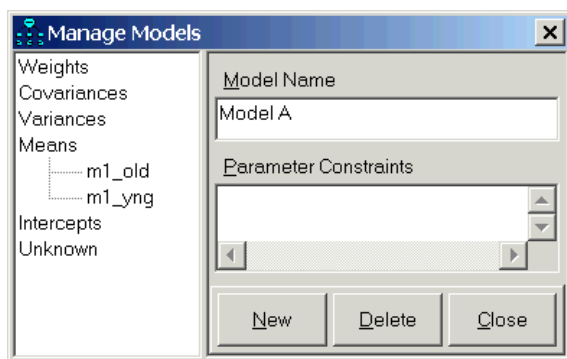 Manage Models
Weights
Covariances
Variances
Means
m1_old
m1_yng
Intercepts
Unknown
Model Name
Model A
Parameter Constraints
New
Delete
Close